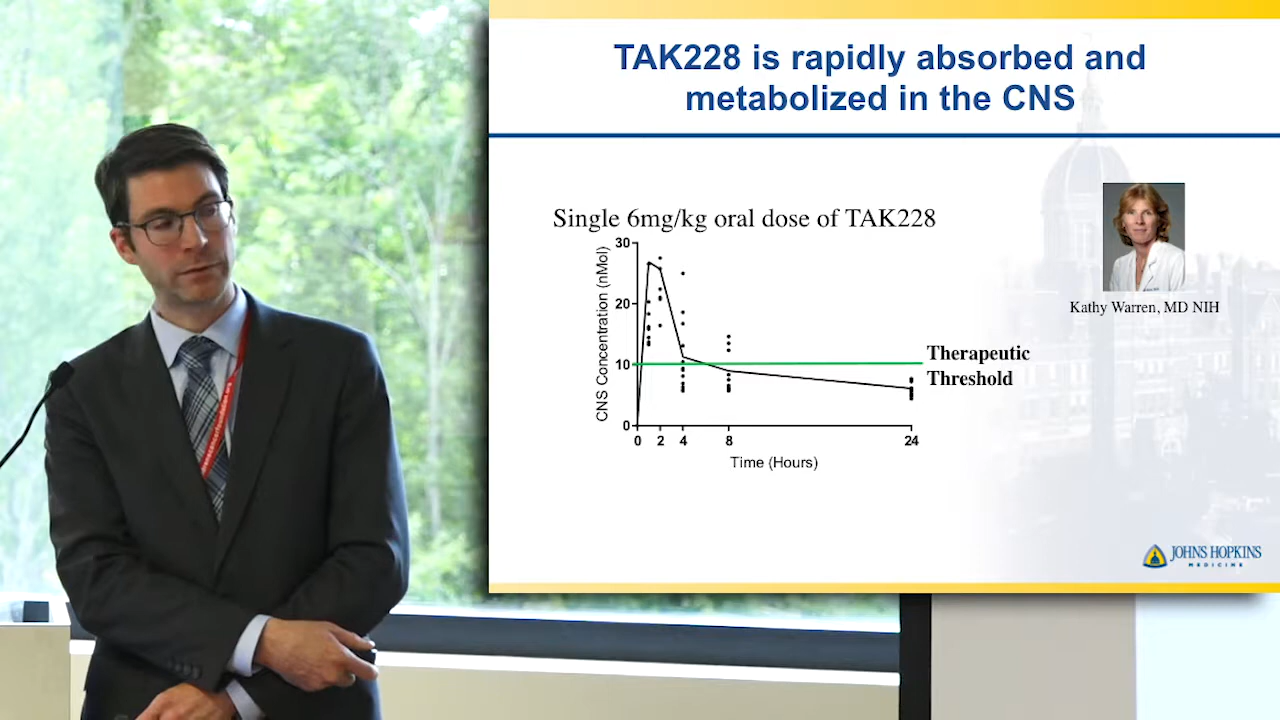 TAK228 is rapidly absorbed and
metabolized in the CNS
Single 6mg/kg oral dose of TAK228
CNS Concentration (nMol)
30
20
10
0
0 2 4 8 24
Time (Hours)
Therapeutic
Threshold
Kathy Warren, MD NIH
JOHNS HOPKINS
MEDICINE